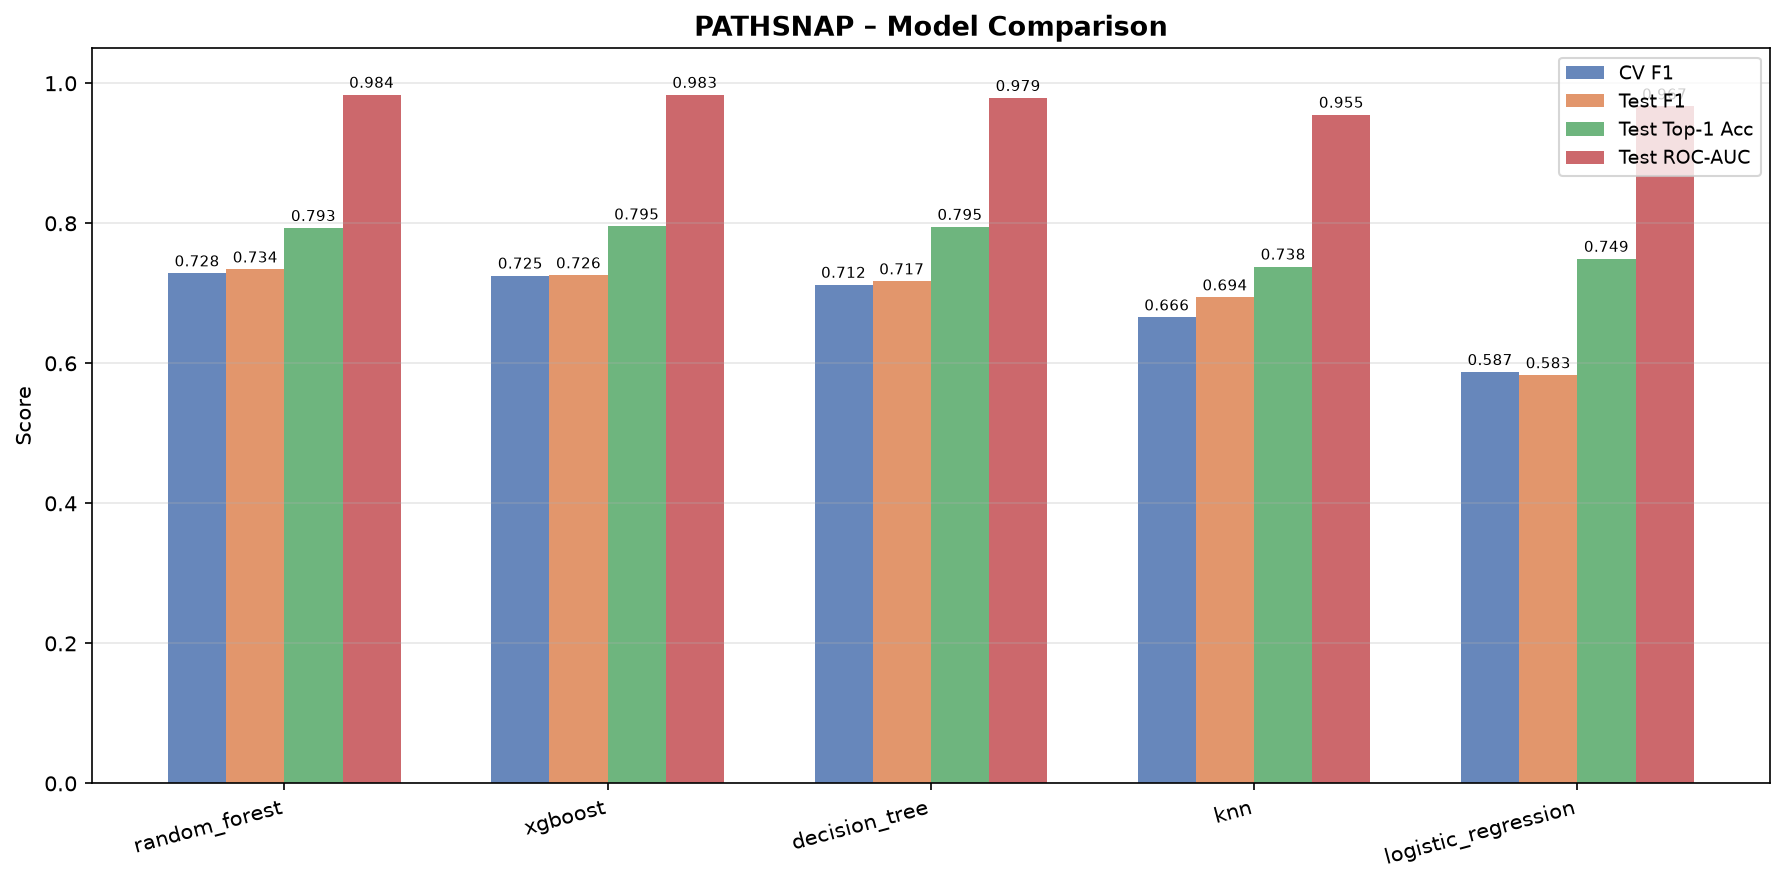 PATHSNAP – Model Comparison
Score
1.0
0.8
0.6
0.4
0.2
0.0
CV F1
Test F1
Test Top-1 Acc
Test ROC-AUC
0.728
0.734
0.793
0.984
0.725
0.726
0.795
0.983
0.712
0.717
0.795
0.979
0.666
0.694
0.738
0.955
0.587
0.583
0.749
0.967
random_forest
xgboost
decision_tree
knn
logistic_regression